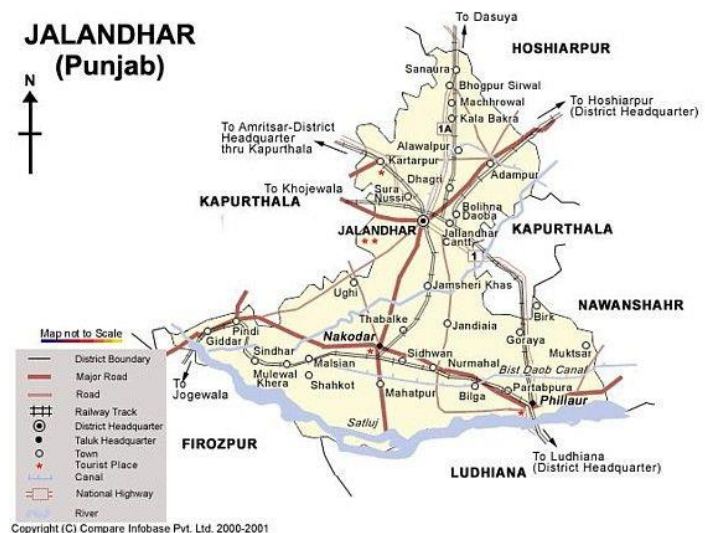 JALANDHAR
(Punjab)
N
To Dasuya
HOSHIARPUR
Sanaura
Bhogpur Sirwal
Machhrowal
Kala Bakra
1A
To Hoshiarpur
(District Headquarter)
To Amritsar-District
Headquarter
thru Kapurthala
Alawalpur
Kartarpur
Adampur
Dhagri
To Khojewala
Sura
Nussi
KAPURTHALA
Bolihna
Daoba
JALANDHAR
Jallandhar
Cantt
KAPURTHALA
1
Ughi
Jamsheri Khas
NAWANSHAHR
Birk
Thabalke
Jandiaia
Goraya
Pindi
Giddar
Nakodar
Muktsar
Map not to Scale
Sindhar
Malsian
Sidhwan
Nurmahal
Bist Daob Canal
Mulewal
Khera
Shahkot
Mahatpur
Bilga
Partabpura
Phillaur
To
Jogewala
Satluj
FIROZPUR
LUDHIANA
To Ludhiana
(District Headquarter)
District Boundary
Major Road
Road
Railway Track
District Headquarter
Taluk Headquarter
Town
Tourist Place
Canal
National Highway
River
Copyright (C) Compare Infobase Pvt. Ltd. 2000-2001